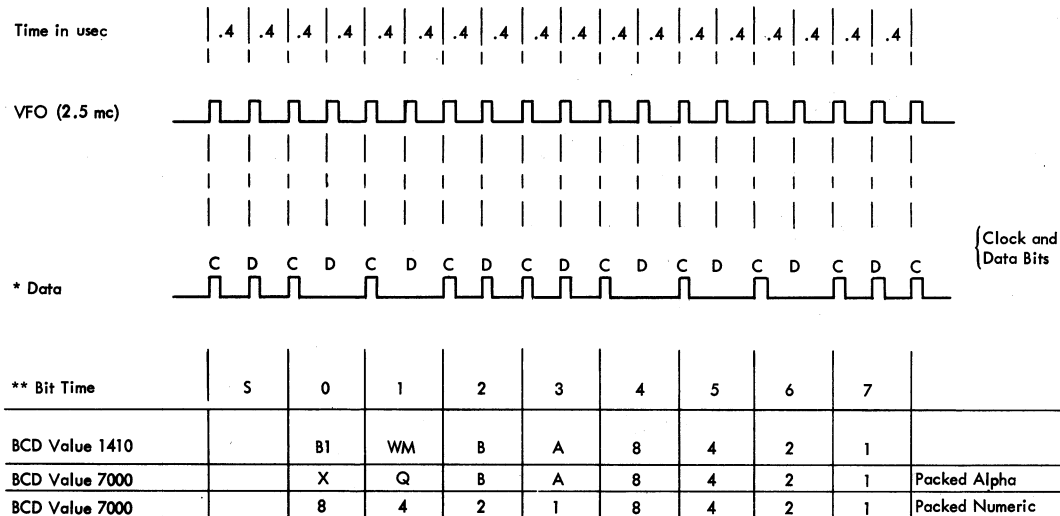 Time in usec .4 .4 .4 .4 .4 .4 .4 .4 .4 .4 .4 .4 .4 .4 .4 .4 .4 .4
VFO (2.5 mc)
C D C D C D C D C D C D C D C D C D C
{Clock and
Data Bits
* Data
** Bit Time S 0 1 2 3 4 5 6 7
BCD Value 1410 B1 WM B A 8 4 2 1
BCD Value 7000 X Q B A 8 4 2 1 Packed Alpha
BCD Value 7000 8 4 2 1 8 4 2 1 Packed Numeric